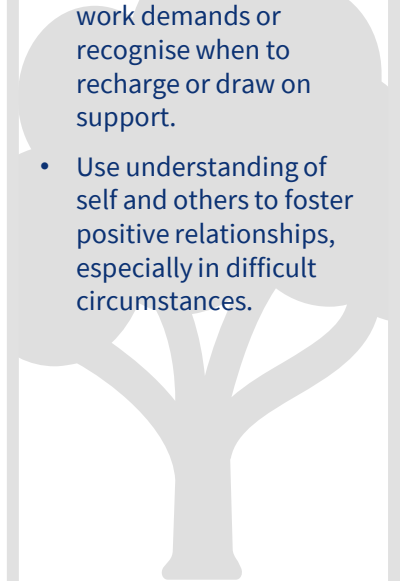 work demands or
recognise when to
recharge or draw on
support.
• Use understanding of
self and others to foster
positive relationships,
especially in difficult
circumstances.